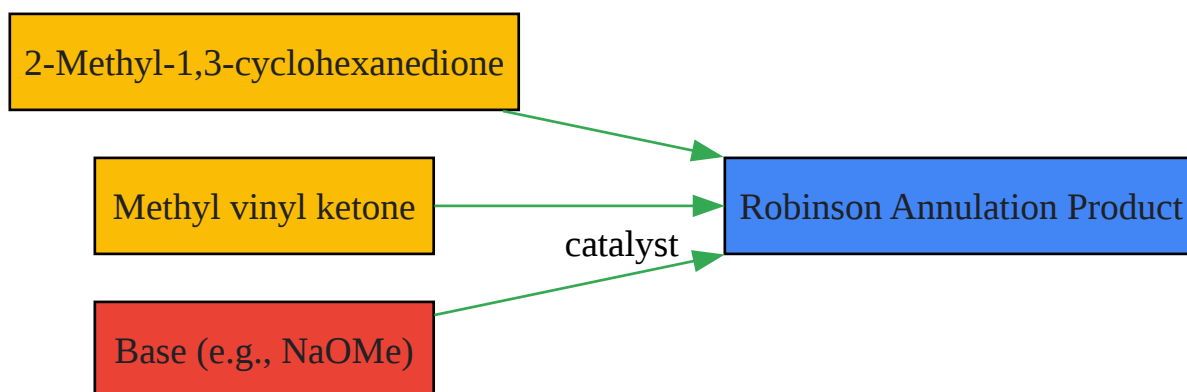 2-Methyl-1,3-cyclohexanedione
Methyl vinyl ketone
Robinson Annulation Product
catalyst
Base (e.g., NaOMe)